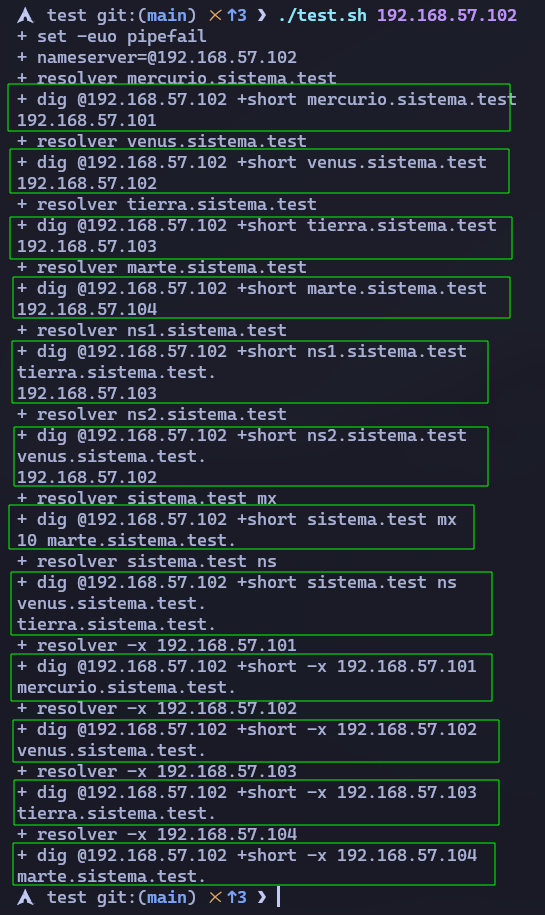 test git:(main) ×↑3 ❯ ./test.sh 192.168.57.102
+ set -euo pipefail
+ nameserver=@192.168.57.102
+ resolver mercurio.sistema.test
+ dig @192.168.57.102 +short mercurio.sistema.test
192.168.57.101
+ resolver venus.sistema.test
+ dig @192.168.57.102 +short venus.sistema.test
192.168.57.102
+ resolver tierra.sistema.test
+ dig @192.168.57.102 +short tierra.sistema.test
192.168.57.103
+ resolver marte.sistema.test
+ dig @192.168.57.102 +short marte.sistema.test
192.168.57.104
+ resolver ns1.sistema.test
+ dig @192.168.57.102 +short ns1.sistema.test
tierra.sistema.test.
192.168.57.103
+ resolver ns2.sistema.test
+ dig @192.168.57.102 +short ns2.sistema.test
venus.sistema.test.
192.168.57.102
+ resolver sistema.test mx
+ dig @192.168.57.102 +short sistema.test mx
10 marte.sistema.test.
+ resolver sistema.test ns
+ dig @192.168.57.102 +short sistema.test ns
venus.sistema.test.
tierra.sistema.test.
+ resolver -x 192.168.57.101
+ dig @192.168.57.102 +short -x 192.168.57.101
mercurio.sistema.test.
+ resolver -x 192.168.57.102
+ dig @192.168.57.102 +short -x 192.168.57.102
venus.sistema.test.
+ resolver -x 192.168.57.103
+ dig @192.168.57.102 +short -x 192.168.57.103
tierra.sistema.test.
+ resolver -x 192.168.57.104
+ dig @192.168.57.102 +short -x 192.168.57.104
marte.sistema.test.
test git:(main) ×↑3 ❯